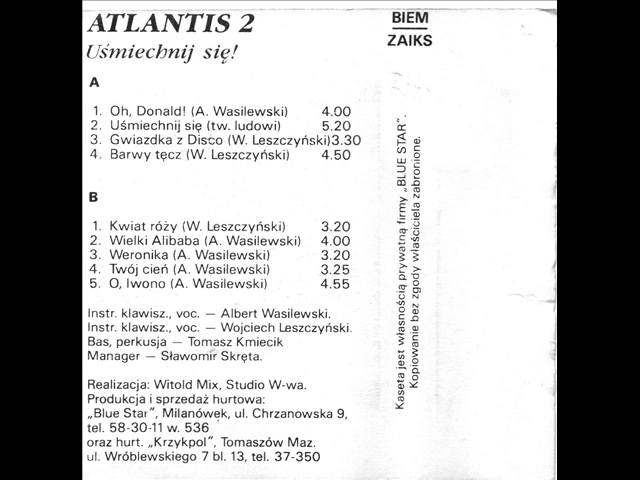 ATLANTIS 2
Uśmiechnij się!
A
1. Oh, Donald! (A. Wasilewski) 4.00
2. Uśmiechnij się (tw. ludowi) 5.20
3. Gwiazdka z Disco (W. Leszczyński)3.30
4. Barwy tęcz (W. Leszczyński) 4.50
B
1. Kwiat róży (W. Leszczyński) 3.20
2. Wielki Alibaba (A. Wasilewski) 4.00
3. Weronika (A. Wasilewski) 3.20
4. Twój cień (A. Wasilewski) 3.25
5. O, Iwono (A. Wasilewski) 4.55
Instr. klawisz., voc. — Albert Wasilewski.
Instr. klawisz., voc. — Wojciech Leszczyński.
Bas, perkusja — Tomasz Kmiecik
Manager — Sławomir Skręta.
Realizacja: Witold Mix, Studio W-wa.
Produkcja i sprzedaż hurtowa:
„Blue Star”, Milanówek, ul. Chrzanowska 9,
tel. 58-30-11 w. 536
oraz hurt. „Krzykpol”, Tomaszów Maz.
ul. Wróblewskiego 7 bl. 13, tel. 37-350
BIEM
ZAIKS
Kaseta jest własnością prywatną firmy „BLUE STAR”.
Kopiowanie bez zgody właściciela zabronione.